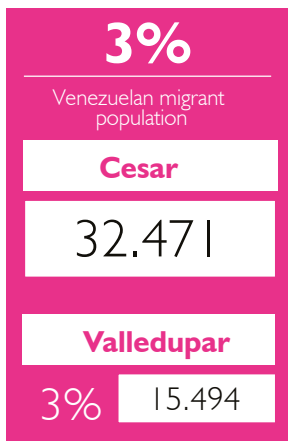 3%
Venezuelan migrant
population
Cesar
32.471
Valledupar
3% 15.494